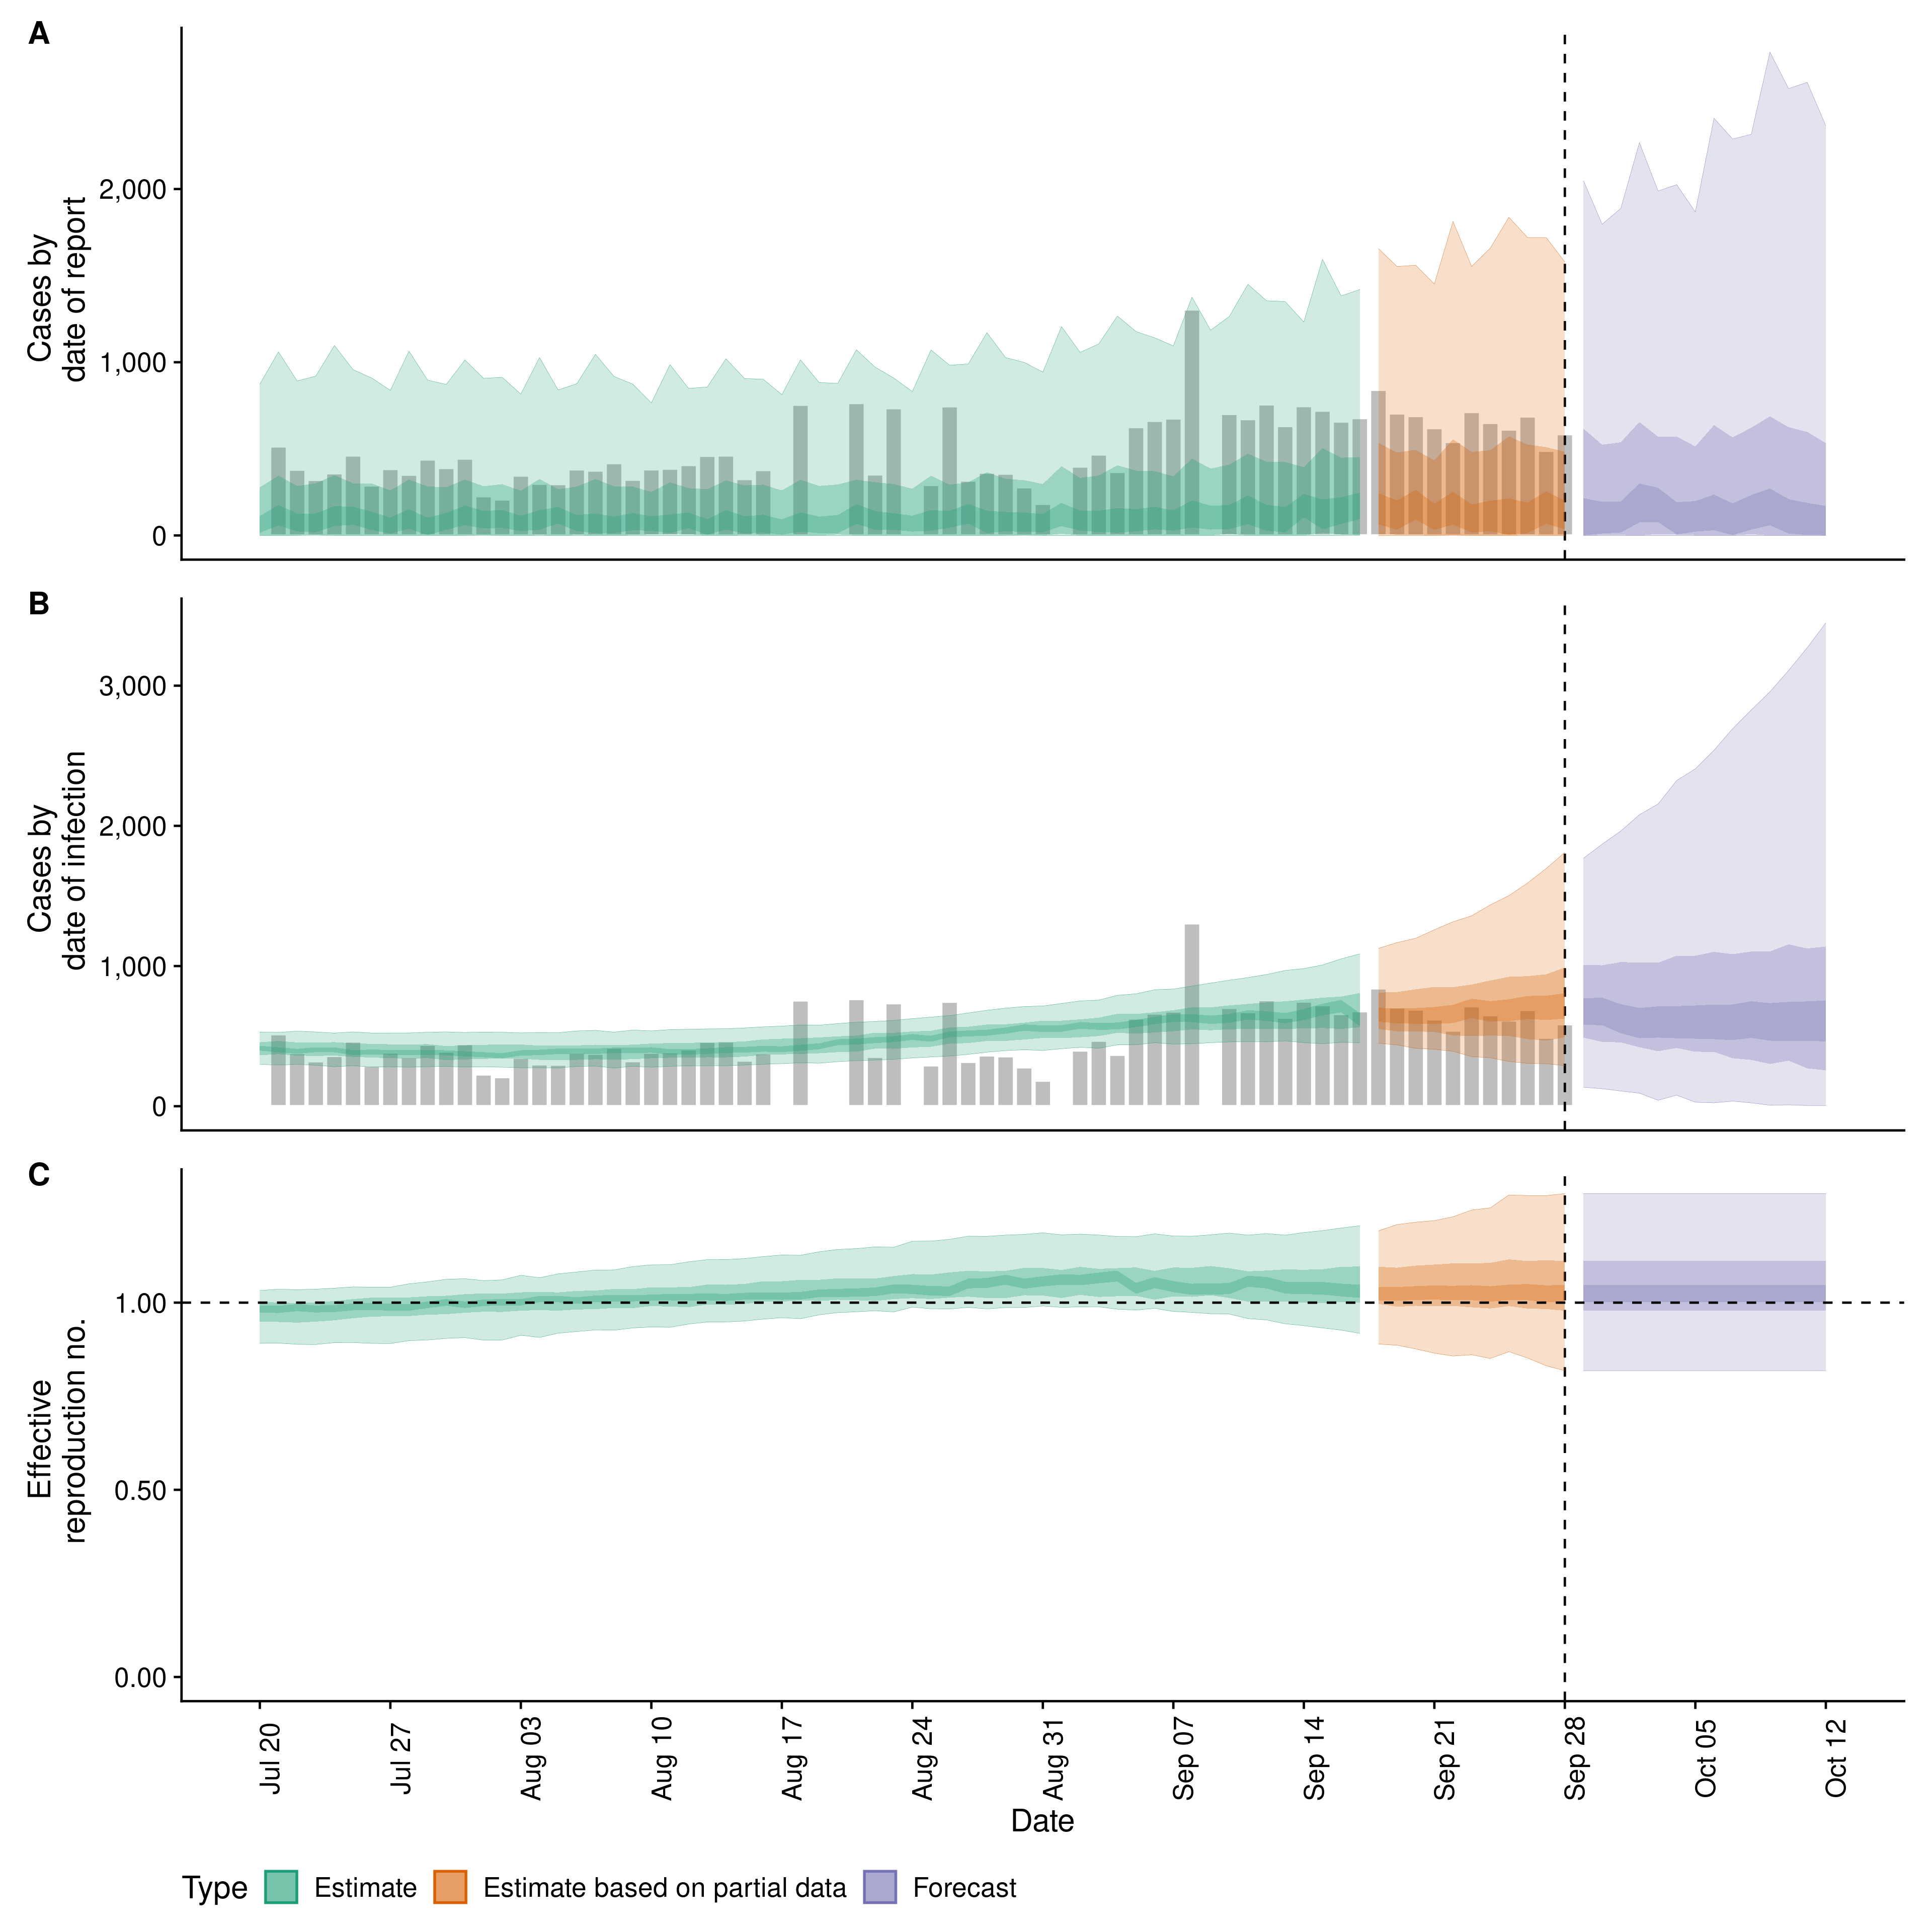 A
Cases by
date of report
2,000
1,000
0
B
Cases by
date of infection
3,000
2,000
1,000
0
C
Effective
reproduction no.
1.00
0.50
0.00
Jul 20
Jul 27
Aug 03
Aug 10
Aug 17
Aug 24
Aug 31
Sep 07
Sep 14
Sep 21
Sep 28
Oct 05
Oct 12
Date
Type
Estimate
Estimate based on partial data
Forecast